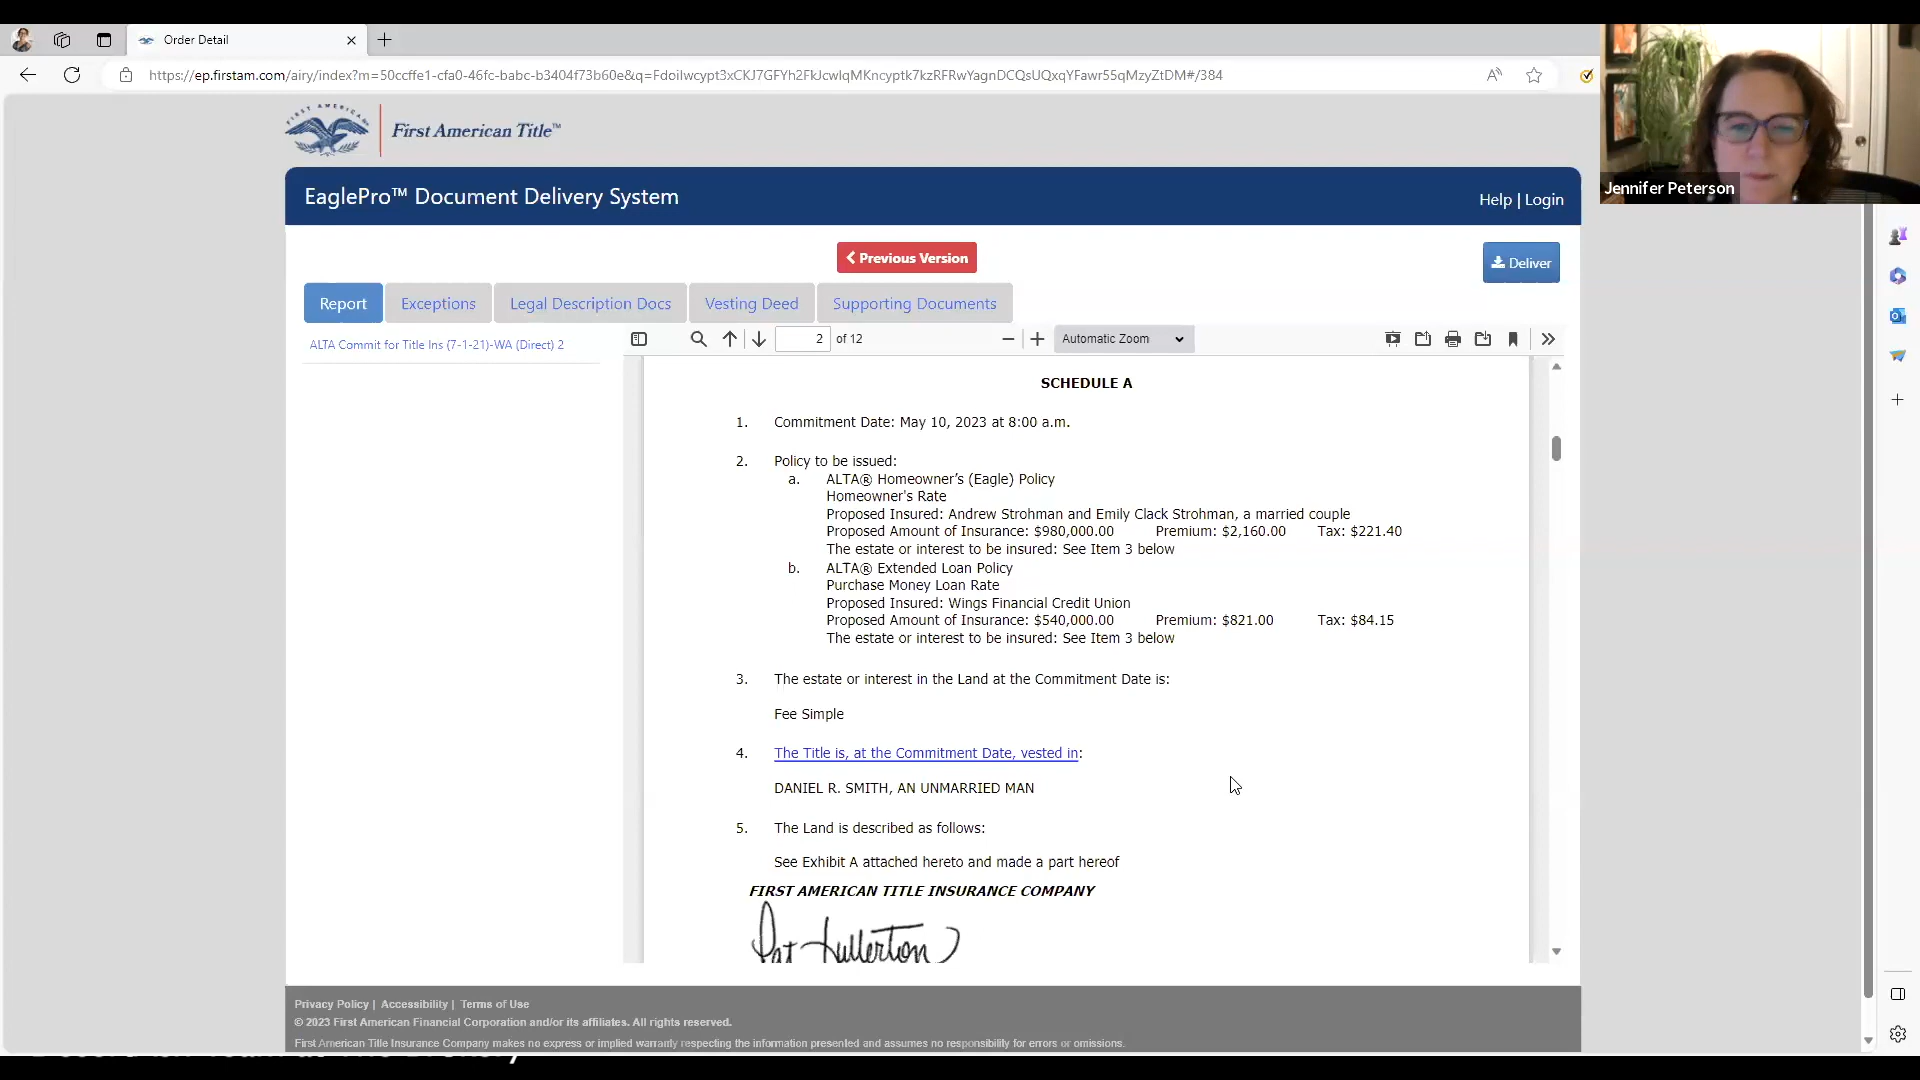 Order Detail
https://ep.firstam.com/airy/index?m=50ccffe1-cfa0-46fc-babc-b3404f73b60e&q=FdoiIwcypt3xCKJ7GFYh2FkJcwIqMKncyptk7kzRFRwYagnDCQsUQxqYFawr55qMzyZtDM#/384
FIRST AMERICAN
First American Title™
Jennifer Peterson
EaglePro™ Document Delivery System
Help | Login
Previous Version
Deliver
Report
Exceptions
Legal Description Docs
Vesting Deed
Supporting Documents
ALTA Commit for Title Ins (7-1-21)-WA (Direct) 2
2 of 12
Automatic Zoom
SCHEDULE A
1. Commitment Date: May 10, 2023 at 8:00 a.m.
2. Policy to be issued:
a. ALTA® Homeowner's (Eagle) Policy
Homeowner's Rate
Proposed Insured: Andrew Strohman and Emily Clack Strohman, a married couple
Proposed Amount of Insurance: $980,000.00 Premium: $2,160.00 Tax: $221.40
The estate or interest to be insured: See Item 3 below
b. ALTA® Extended Loan Policy
Purchase Money Loan Rate
Proposed Insured: Wings Financial Credit Union
Proposed Amount of Insurance: $540,000.00 Premium: $821.00 Tax: $84.15
The estate or interest to be insured: See Item 3 below
3. The estate or interest in the Land at the Commitment Date is:
Fee Simple
4. The Title is, at the Commitment Date, vested in:
DANIEL R. SMITH, AN UNMARRIED MAN
5. The Land is described as follows:
See Exhibit A attached hereto and made a part hereof
FIRST AMERICAN TITLE INSURANCE COMPANY
Pat Fullerton
Privacy Policy | Accessibility | Terms of Use
© 2023 First American Financial Corporation and/or its affiliates. All rights reserved.
First American Title Insurance Company makes no express or implied warranty respecting the information presented and assumes no responsibility for errors or omissions.